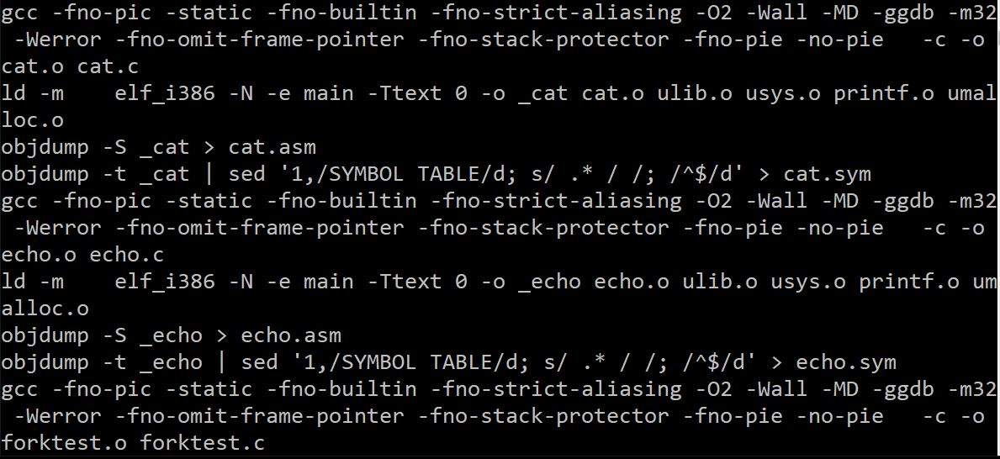 gcc -fno-pic -static -fno-builtin -fno-strict-aliasing -O2 -Wall -MD -ggdb -m32
 -Werror -fno-omit-frame-pointer -fno-stack-protector -fno-pie -no-pie   -c -o
cat.o cat.c
ld -m    elf_i386 -N -e main -Ttext 0 -o _cat cat.o ulib.o usys.o printf.o umal
loc.o
objdump -S _cat > cat.asm
objdump -t _cat | sed '1,/SYMBOL TABLE/d; s/ .* / /; /^$/d' > cat.sym
gcc -fno-pic -static -fno-builtin -fno-strict-aliasing -O2 -Wall -MD -ggdb -m32
 -Werror -fno-omit-frame-pointer -fno-stack-protector -fno-pie -no-pie   -c -o
echo.o echo.c
ld -m    elf_i386 -N -e main -Ttext 0 -o _echo echo.o ulib.o usys.o printf.o um
alloc.o
objdump -S _echo > echo.asm
objdump -t _echo | sed '1,/SYMBOL TABLE/d; s/ .* / /; /^$/d' > echo.sym
gcc -fno-pic -static -fno-builtin -fno-strict-aliasing -O2 -Wall -MD -ggdb -m32
 -Werror -fno-omit-frame-pointer -fno-stack-protector -fno-pie -no-pie   -c -o
forktest.o forktest.c